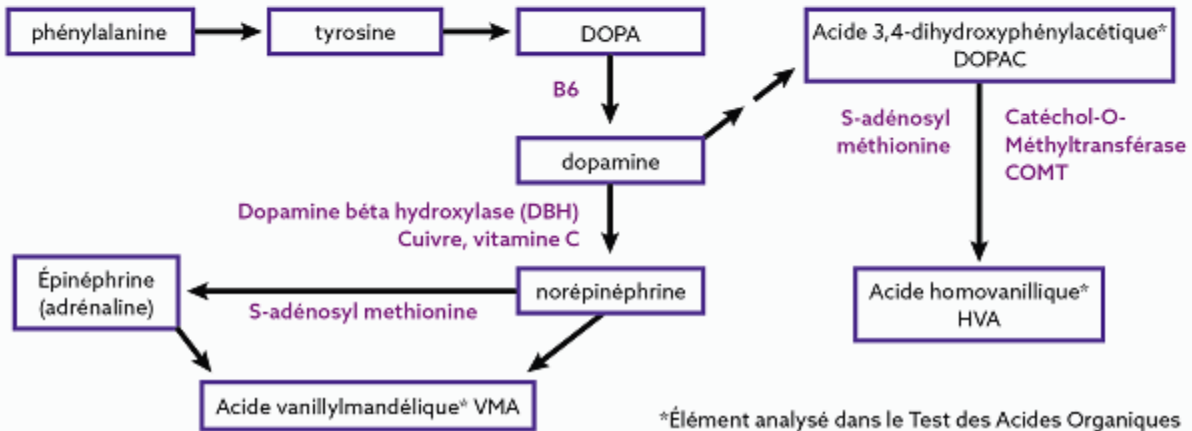 phénylalanine
tyrosine
DOPA
Acide 3,4-dihydroxyphénylacétique*
DOPAC
B6
S-adénosyl
méthionine
Catéchol-O-
Méthyltransférase
COMT
dopamine
Dopamine béta hydroxylase (DBH)
Cuivre, vitamine C
Épinéphrine
(adrénaline)
S-adénosyl methionine
norépinéphrine
Acide homovanillique*
HVA
Acide vanillylmandélique* VMA
*Élément analysé dans le Test des Acides Organiques